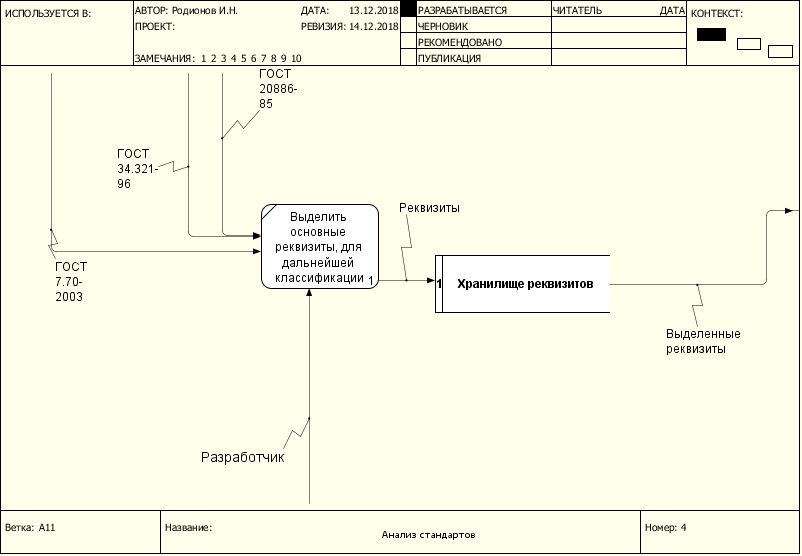 ИСПОЛЬЗУЕТСЯ В:
АВТОР: Родионов И.Н.
ДАТА: 13.12.2018
ПРОЕКТ:
РЕВИЗИЯ: 14.12.2018
ЗАМЕЧАНИЯ: 1 2 3 4 5 6 7 8 9 10
РАЗРАБАТЫВАЕТСЯ
ЧЕРНОВИК
РЕКОМЕНДОВАНО
ПУБЛИКАЦИЯ
ЧИТАТЕЛЬ
ДАТА
КОНТЕКСТ:
ГОСТ
20886-
85
ГОСТ
34.321-
96
ГОСТ
7.70-
2003
Выделить
основные
реквизиты, для
дальнейшей
классификации 1
Реквизиты
1 Хранилище реквизитов
Выделенные
реквизиты
Разработчик
Ветка: A11
Название:
Анализ стандартов
Номер: 4